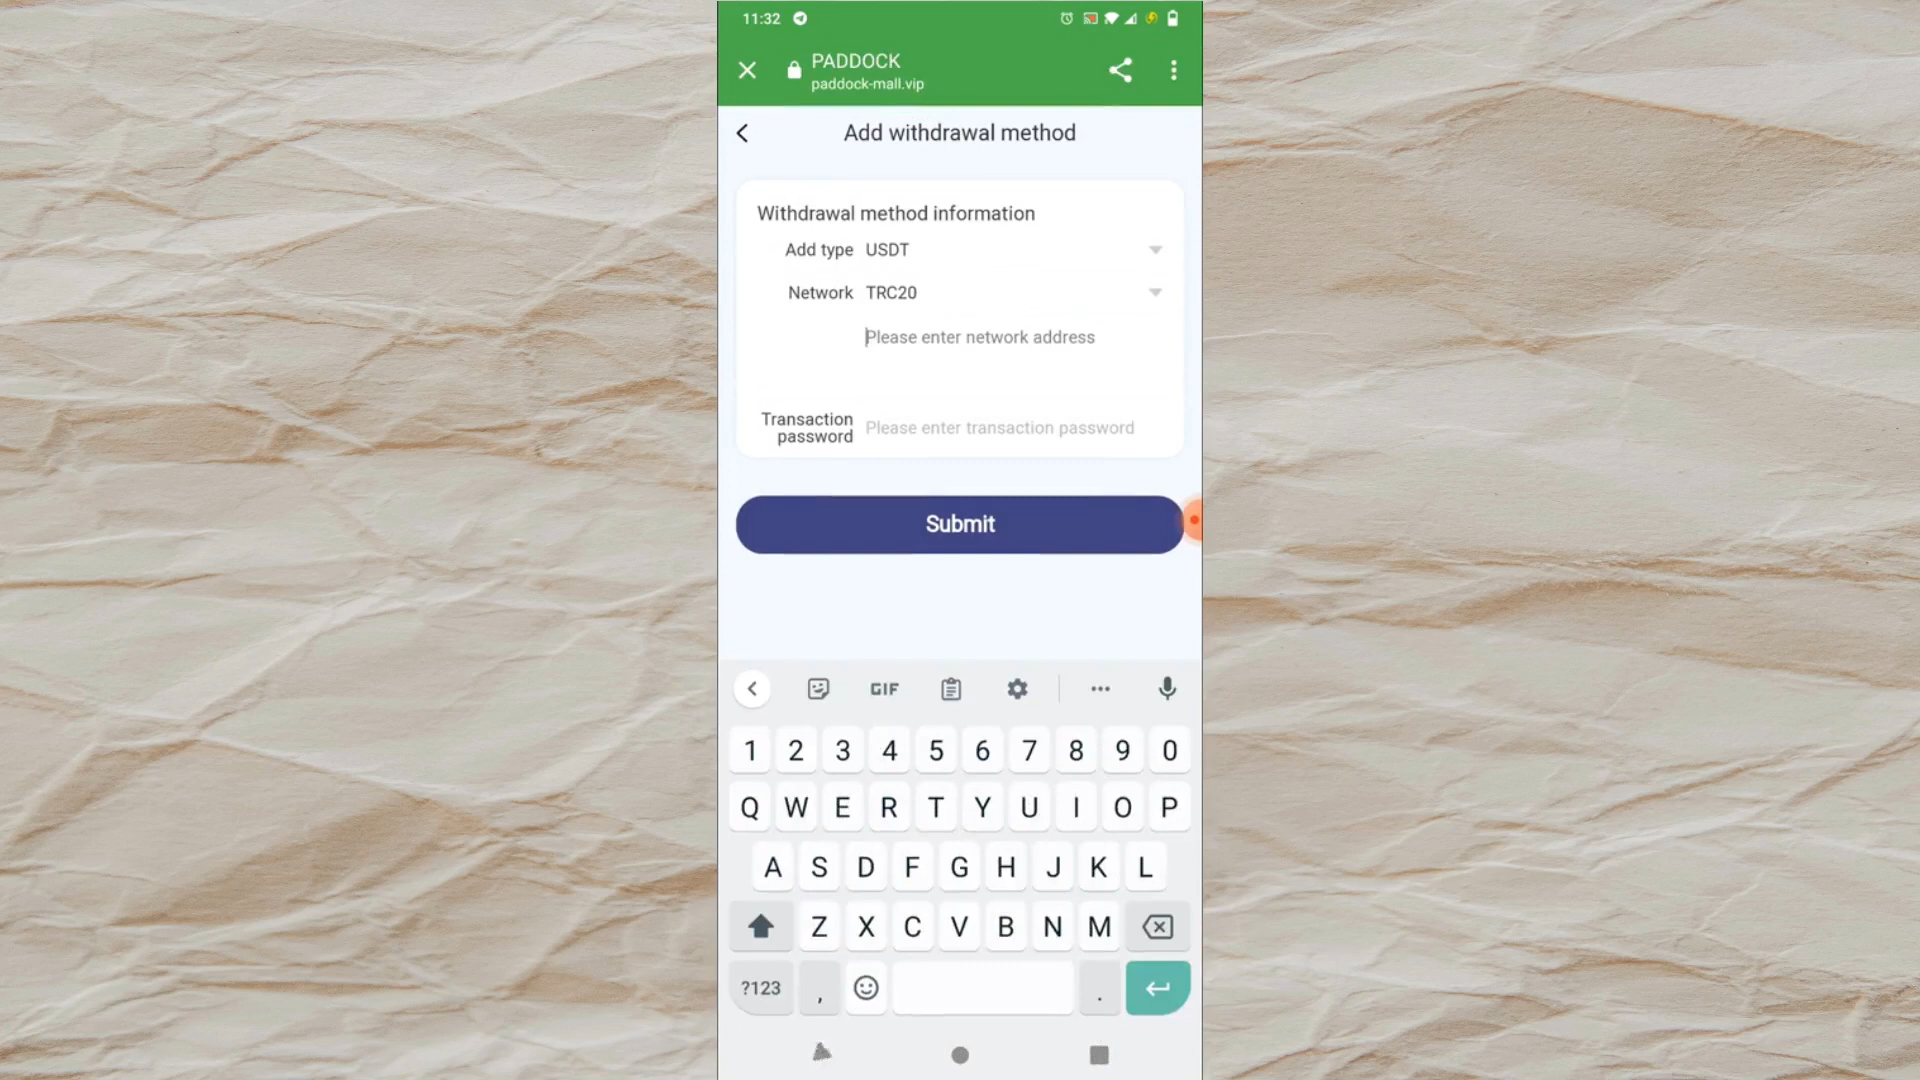 11:32
PADDOCK
paddock-mall.vip
Add withdrawal method
Withdrawal method information
Add type USDT
Network TRC20
Please enter network address
Transaction password Please enter transaction password
Submit
GIF
1 2 3 4 5 6 7 8 9 0
Q W E R T Y U I O P
A S D F G H J K L
Z X C V B N M
?123 , .